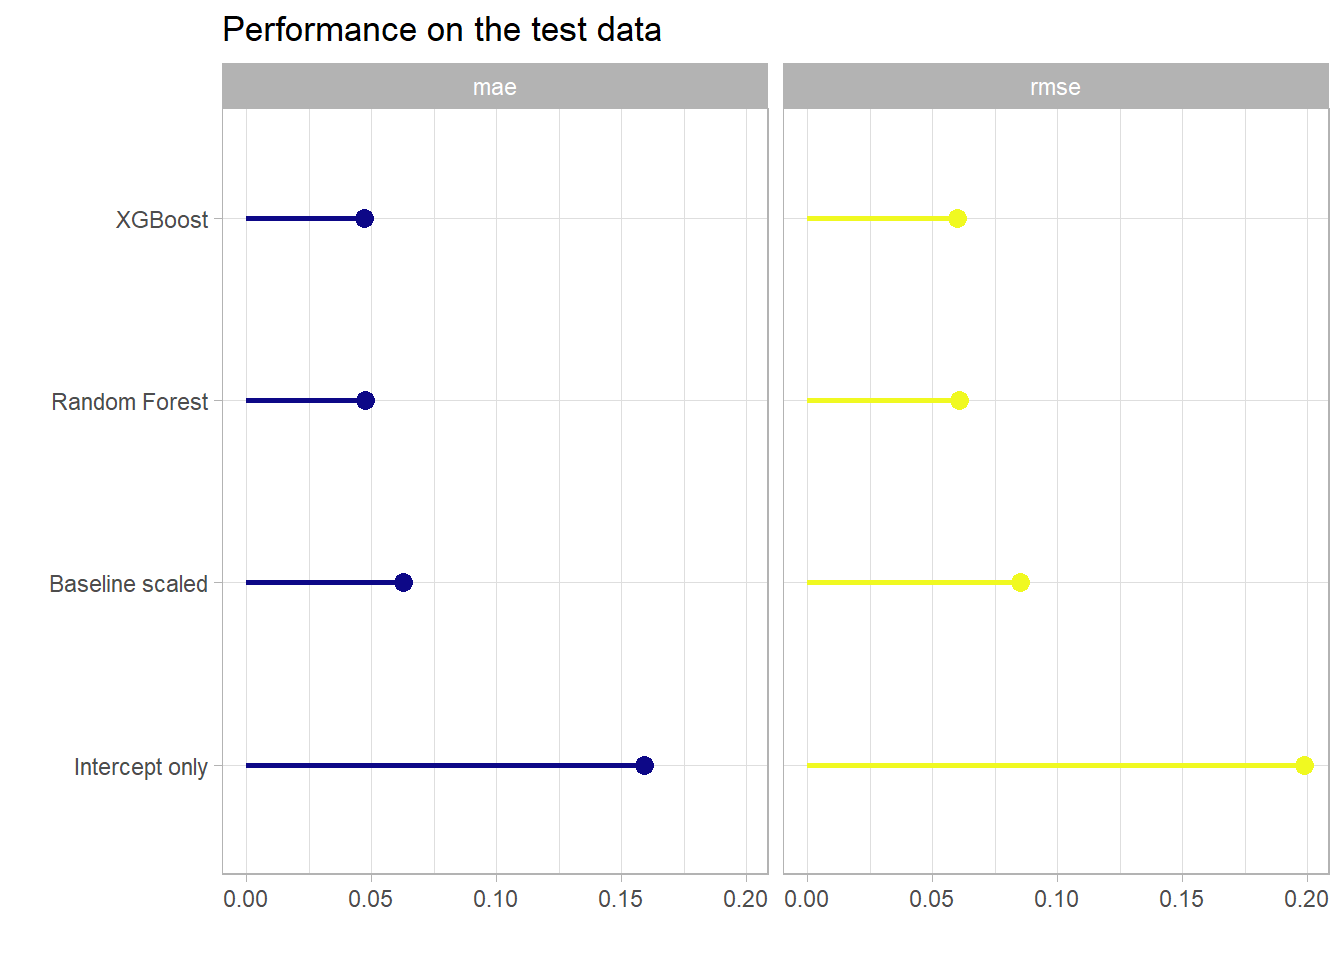 Performance on the test data
mae
rmse
XGBoost
Random Forest
Baseline scaled
Intercept only
0.00 0.05 0.10 0.15 0.20
0.00 0.05 0.10 0.15 0.20